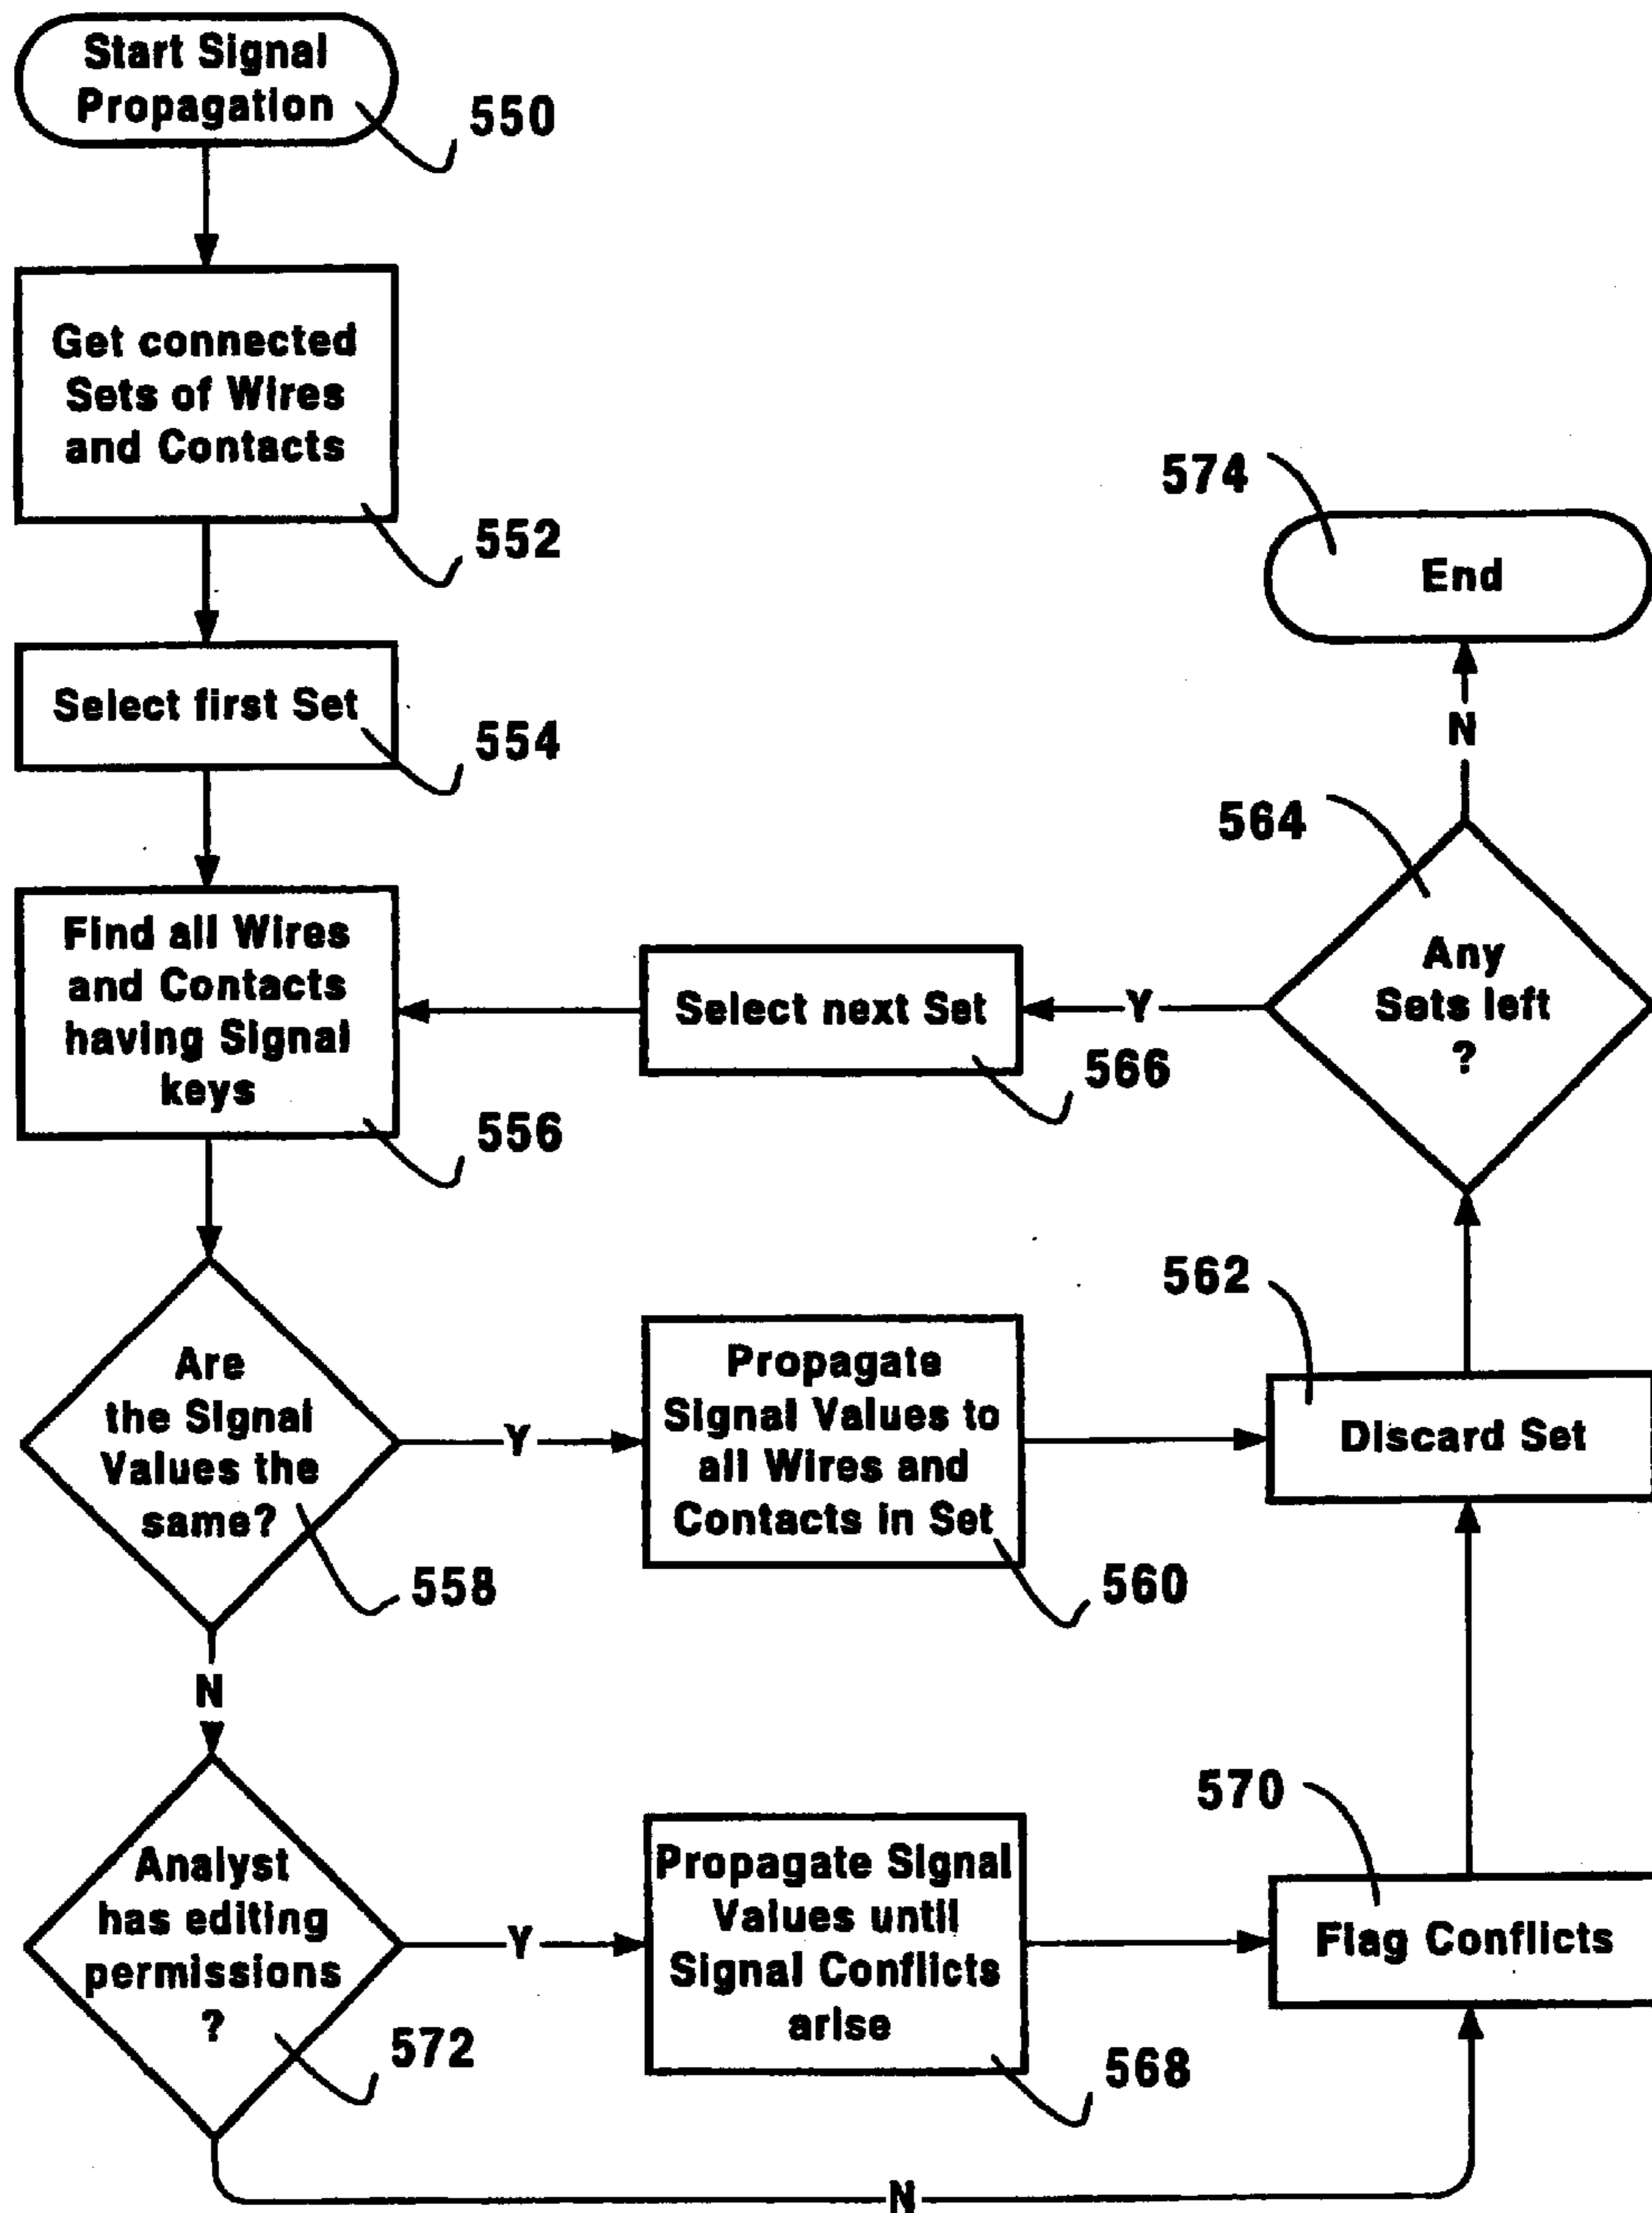 Start Signal
Propagation
550
Get connected
Sets of Wires
and Contacts
552
Select first Set
554
Find all Wires
and Contacts
having Signal
keys
556
Are
the Signal
Values the
same?
558
Y
Propagate
Signal Values to
all Wires and
Contacts in Set
560
N
Analyst
has editing
permissions
?
572
Y
Propagate Signal
Values until
Signal Conflicts
arise
568
N
570
Flag Conflicts
562
Discard Set
564
Any
Sets left
?
Y
Select next Set
566
N
574
End